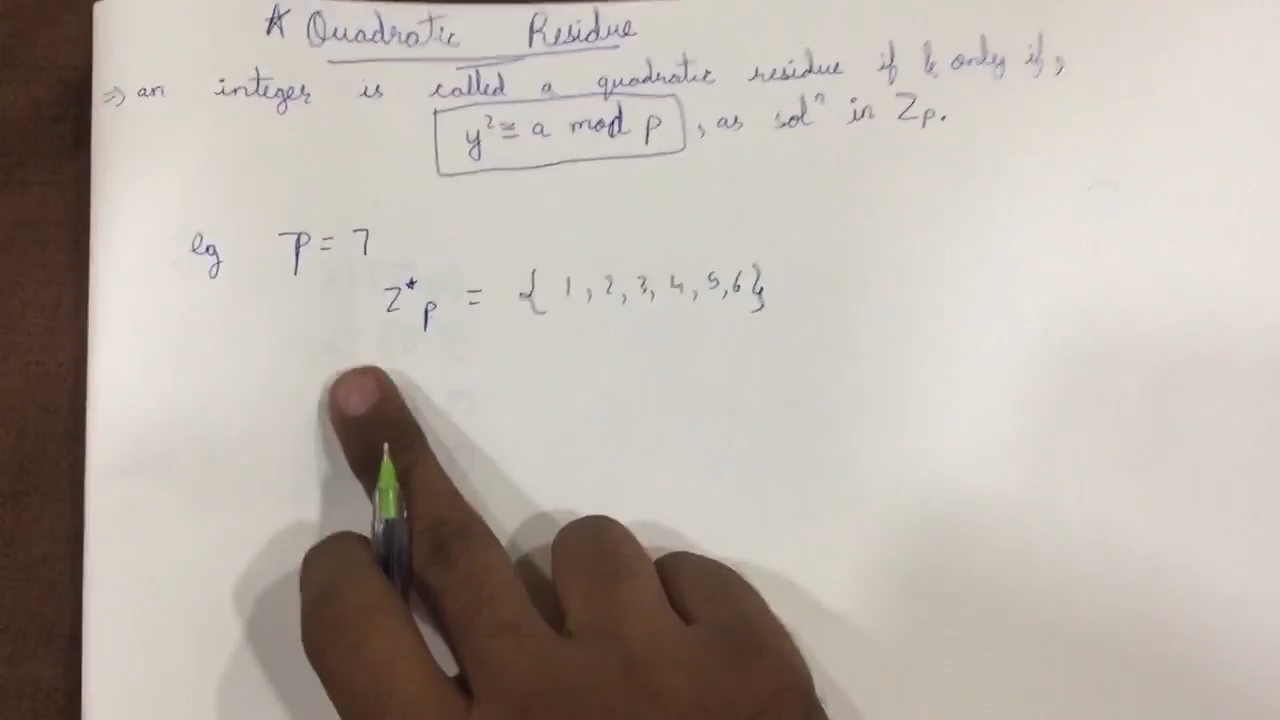 ☆ Quadratic Residue
⇒ an integer is called a quadratic residue if & only if,
y² ≅ a mod p, as solⁿ in Zp.
eg p = 7
Z*p = { 1, 2, 3, 4, 5, 6 }